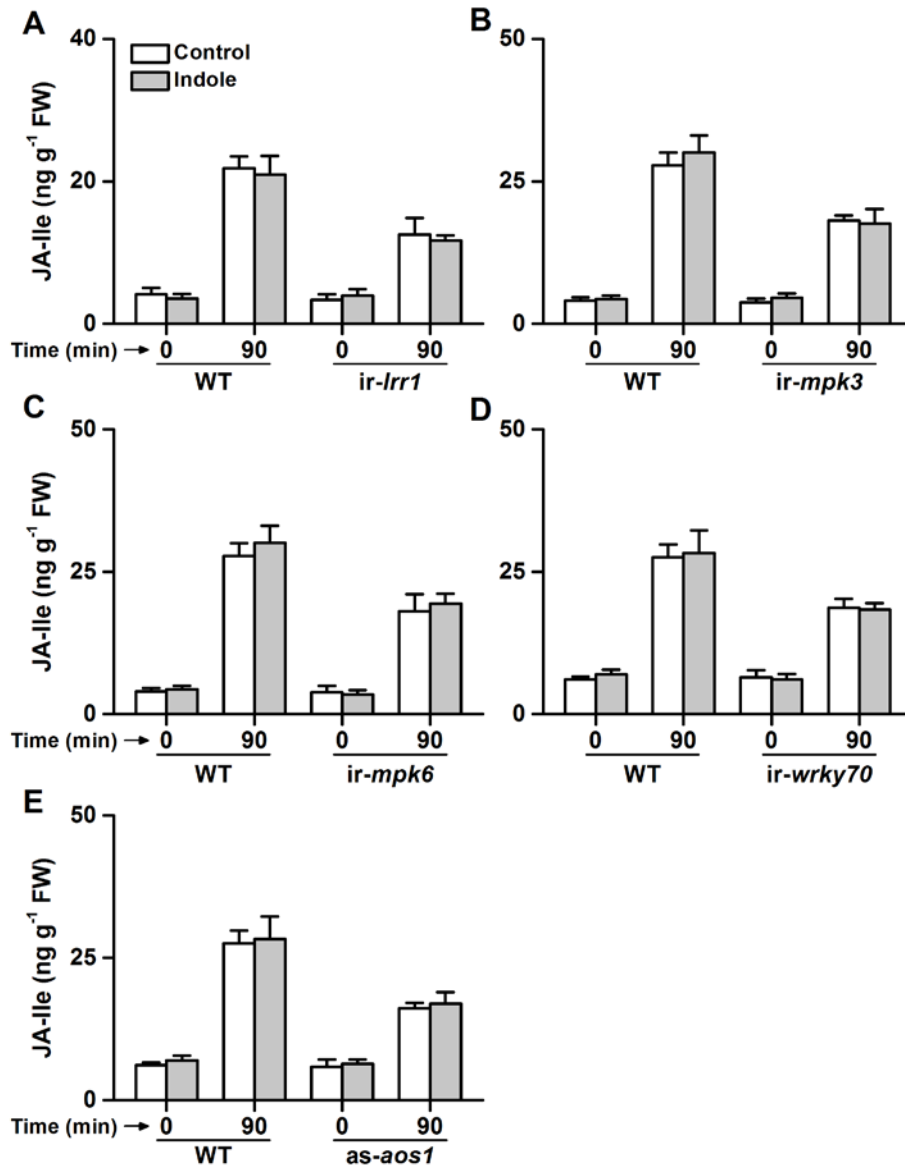 A
JA-Ile (ng g⁻¹ FW)
40
20
0
Control
Indole
Time (min) → 0 90 0 90
WT ir-lrr1
B
50
25
0
0 90 0 90
WT ir-mpk3
C
JA-Ile (ng g⁻¹ FW)
50
25
0
Time (min) → 0 90 0 90
WT ir-mpk6
D
50
25
0
0 90 0 90
WT ir-wrky70
E
JA-Ile (ng g⁻¹ FW)
50
25
0
Time (min) → 0 90 0 90
WT as-aos1